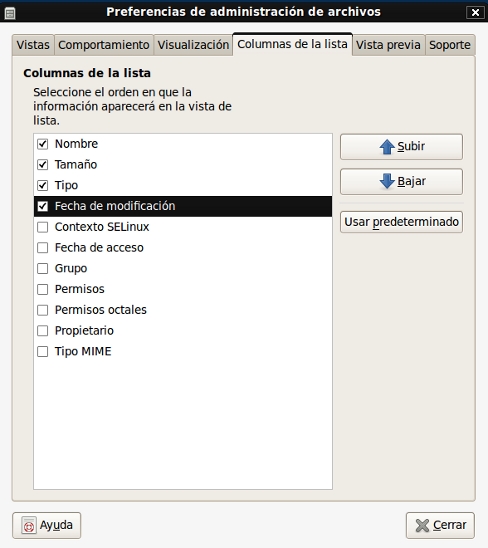 Preferencias de administración de archivos
Vistas Comportamiento Visualización Columnas de la lista Vista previa Soporte
Columnas de la lista
Seleccione el orden en que la
información aparecerá en la vista de
lista.
Nombre
Tamaño
Tipo
Fecha de modificación
Contexto SELinux
Fecha de acceso
Grupo
Permisos
Permisos octales
Propietario
Tipo MIME
Subir
Bajar
Usar predeterminado
Ayuda
Cerrar